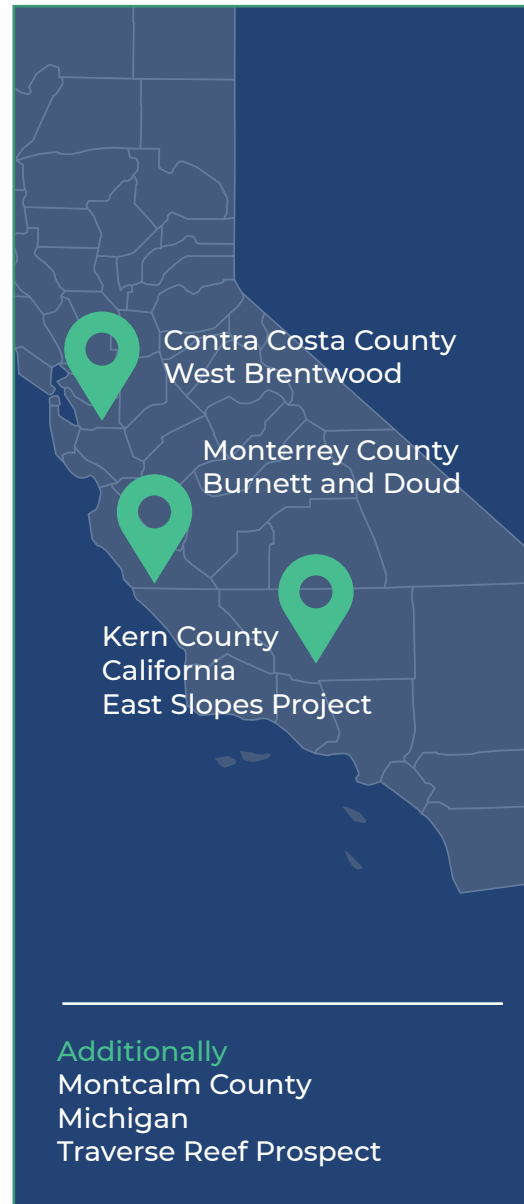 Contra Costa County
West Brentwood
Monterrey County
Burnett and Doud
Kern County
California
East Slopes Project
Additionally
Montcalm County
Michigan
Traverse Reef Prospect